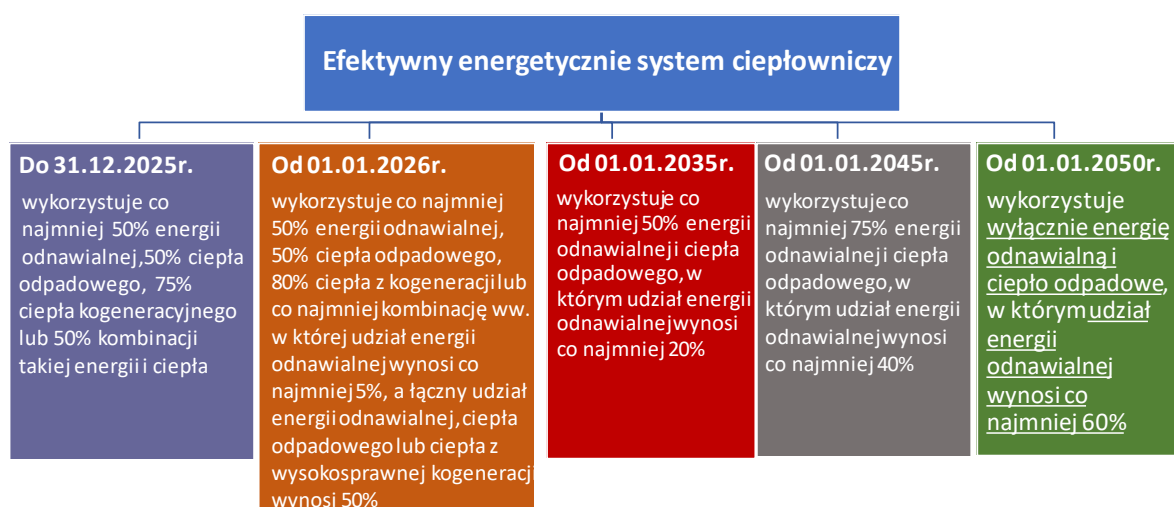 Efektywny energetycznie system ciepłowniczy
Do 31.12.2025r.
wykorzystuje co
najmniej 50% energii
odnawialnej,50% ciepła
odpadowego, 75%
ciepła kogeneracyjnego
lub 50% kombinacji
takiej energii i ciepła
Od 01.01.2026r.
wykorzystuje co najmniej
50% energii odnawialnej,
50% ciepła odpadowego,
80% ciepła z kogeneracji lub
co najmniej kombinację ww.
w której udział energii
odnawialnej wynosi co
najmniej 5%, a łączny udział
energii odnawialnej, ciepła
odpadowego lub ciepła z
wysokosprawnej kogeneracji
wynosi 50%
Od 01.01.2035r.
wykorzystuje co
najmniej 50% energii
odnawialnej i ciepła
odpadowego, w
którym udział energii
odnawialnej wynosi
co najmniej 20%
Od 01.01.2045r.
wykorzystuje co
najmniej 75% energii
odnawialnej i ciepła
odpadowego, w
którym udział energii
odnawialnej wynosi
co najmniej 40%
Od 01.01.2050r.
wykorzystuje
wyłącznie energię
odnawialną i
ciepło odpadowe,
w którym udział
energii
odnawialnej
wynosi co
najmniej 60%